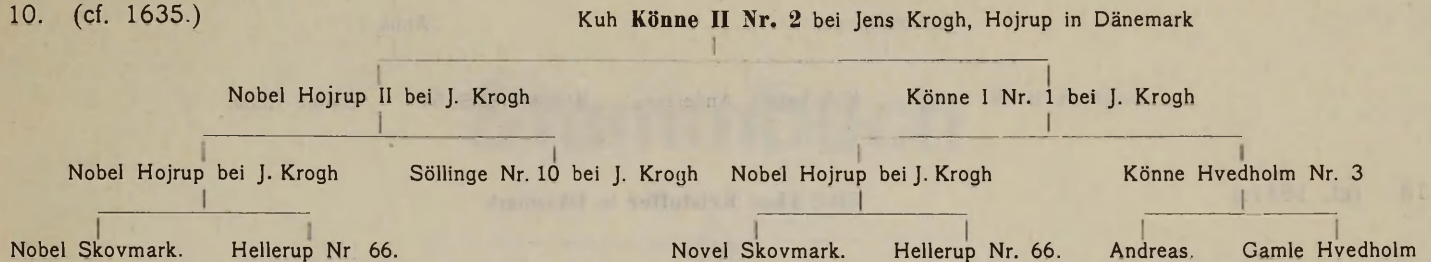 10. (cf. 1635.)
Kuh Könne II Nr. 2 bei Jens Krogh, Hojrup in Dänemark
Nobel Hojrup II bei J. Krogh Könne I Nr. 1 bei J. Krogh
Nobel Hojrup bei J. Krogh Söllinge Nr. 10 bei J. Krogh Nobel Hojrup bei J. Krogh Könne Hvedholm Nr. 3
Nobel Skovmark. Hellerup Nr 66. Novel Skovmark. Hellerup Nr. 66. Andreas. Gamle Hvedholm